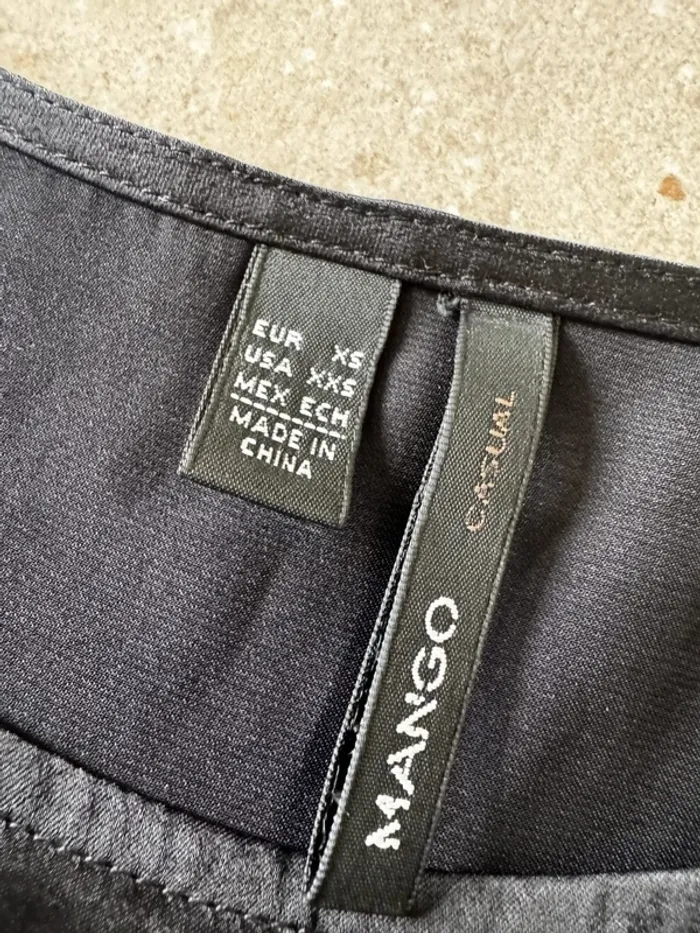 EUR XS
USA XXS
MEX ECH
MADE IN
CHINA
MANGO
CASUAL